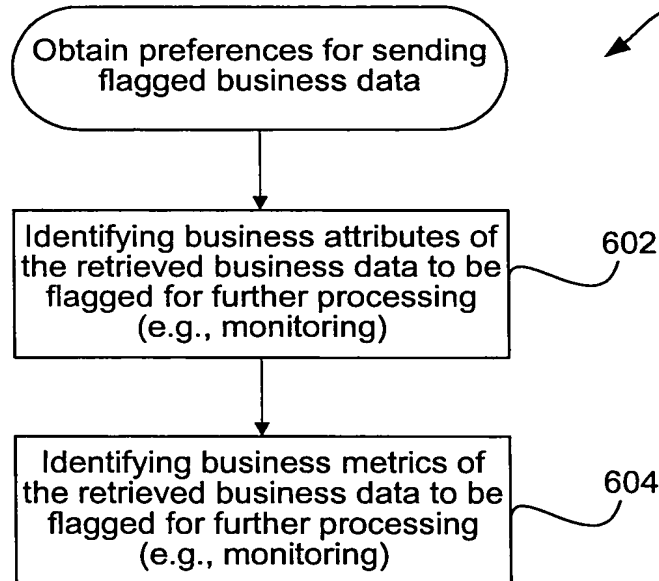 Obtain preferences for sending
flagged business data
Identifying business attributes of
the retrieved business data to be
flagged for further processing
(e.g., monitoring)
602
Identifying business metrics of
the retrieved business data to be
flagged for further processing
(e.g., monitoring)
604